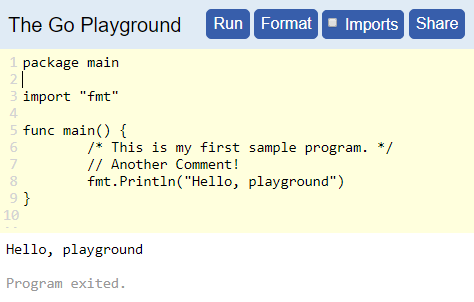 The Go Playground Run Format Imports Share
1 package main
2
3 import "fmt"
4
5 func main() {
6 /* This is my first sample program. */
7 // Another Comment!
8 fmt.Println("Hello, playground")
9 }
10
Hello, playground
Program exited.